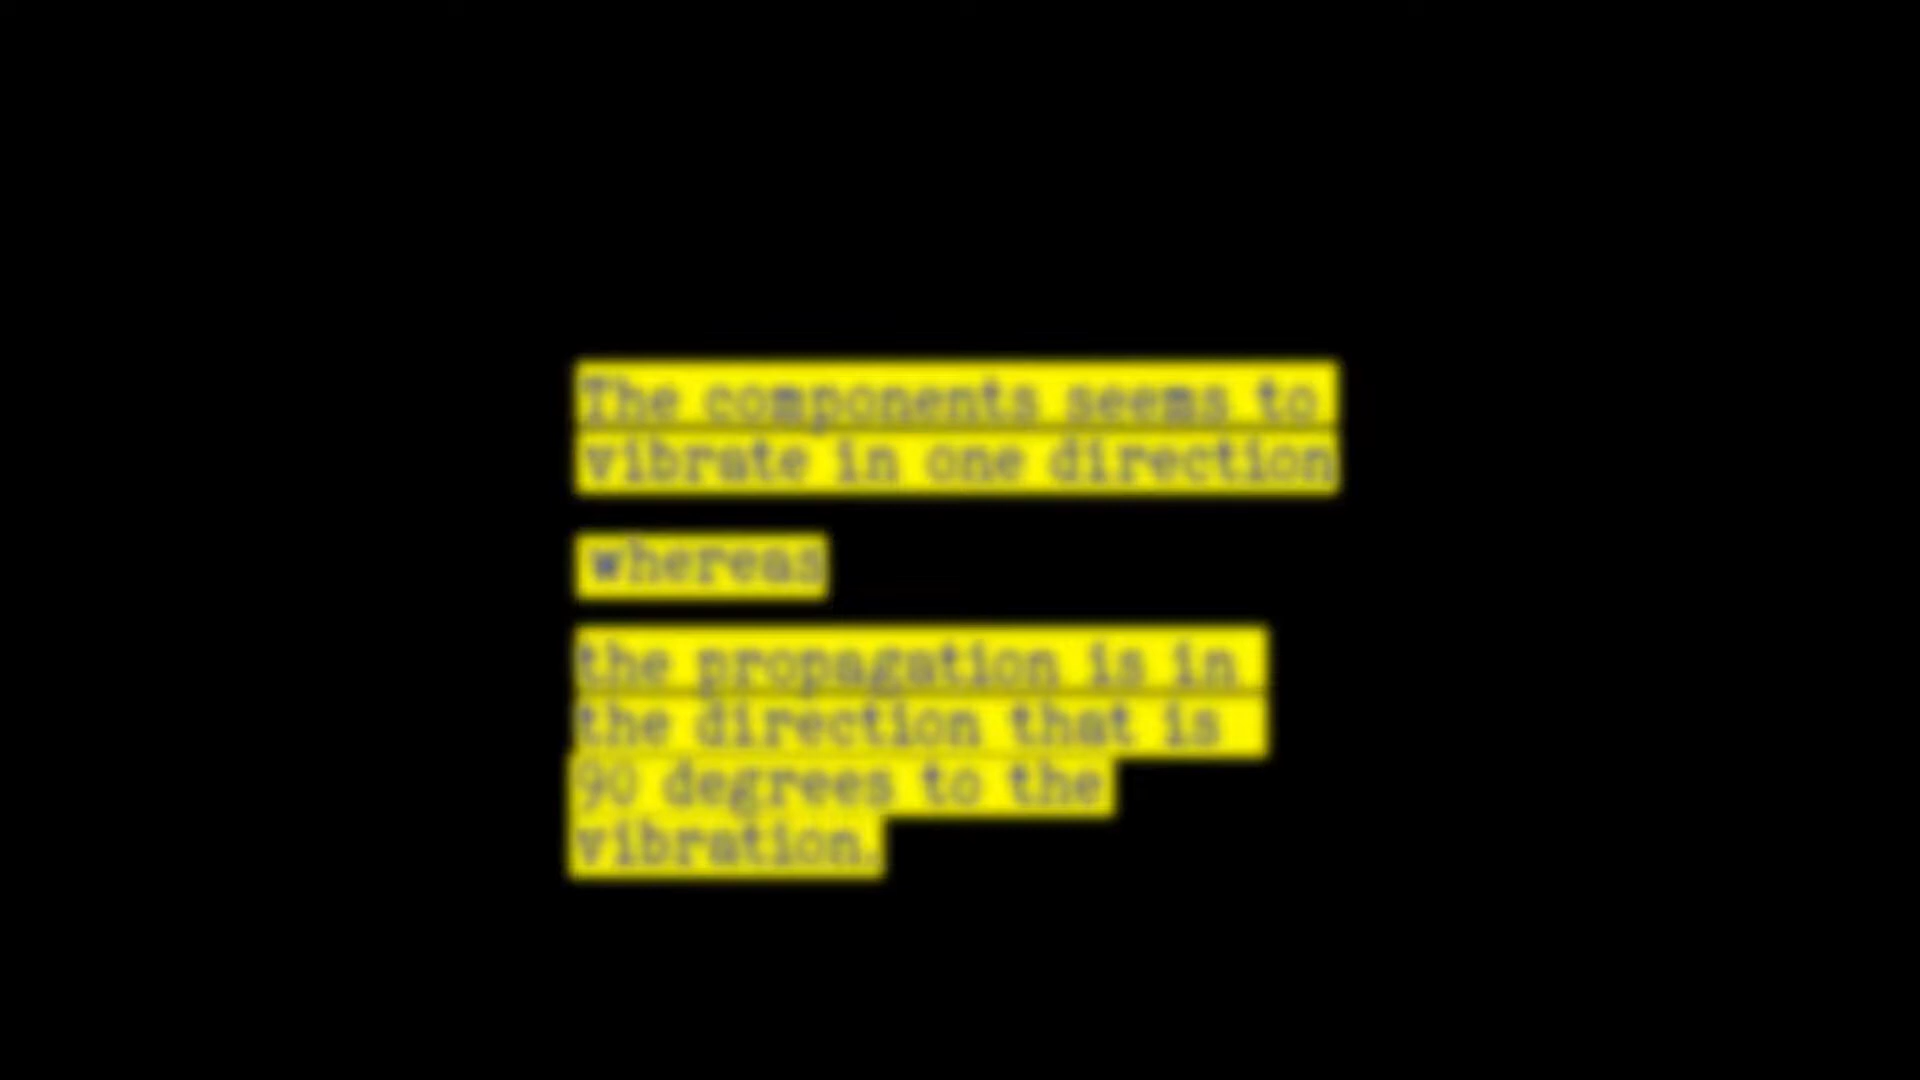 The components seems to
vibrate in one direction
whereas
the propagation is in
the direction that is
90 degrees to the
vibration.